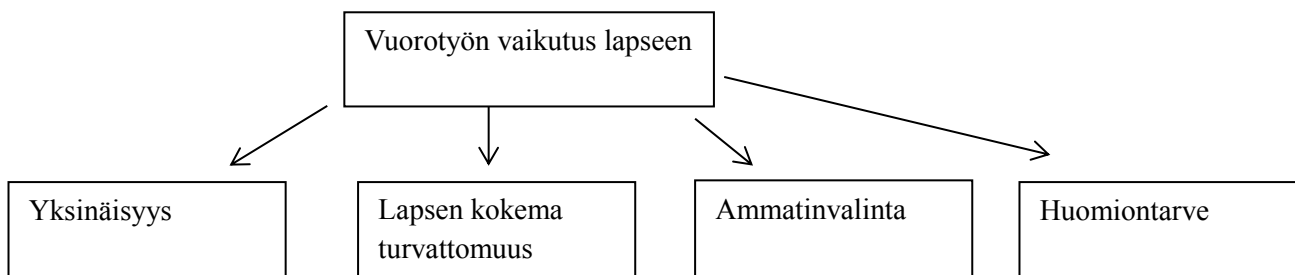 Vuorotyön vaikutus lapseen
Yksinäisyys
Lapsen kokema
turvattomuus
Ammatinvalinta
Huomiontarve